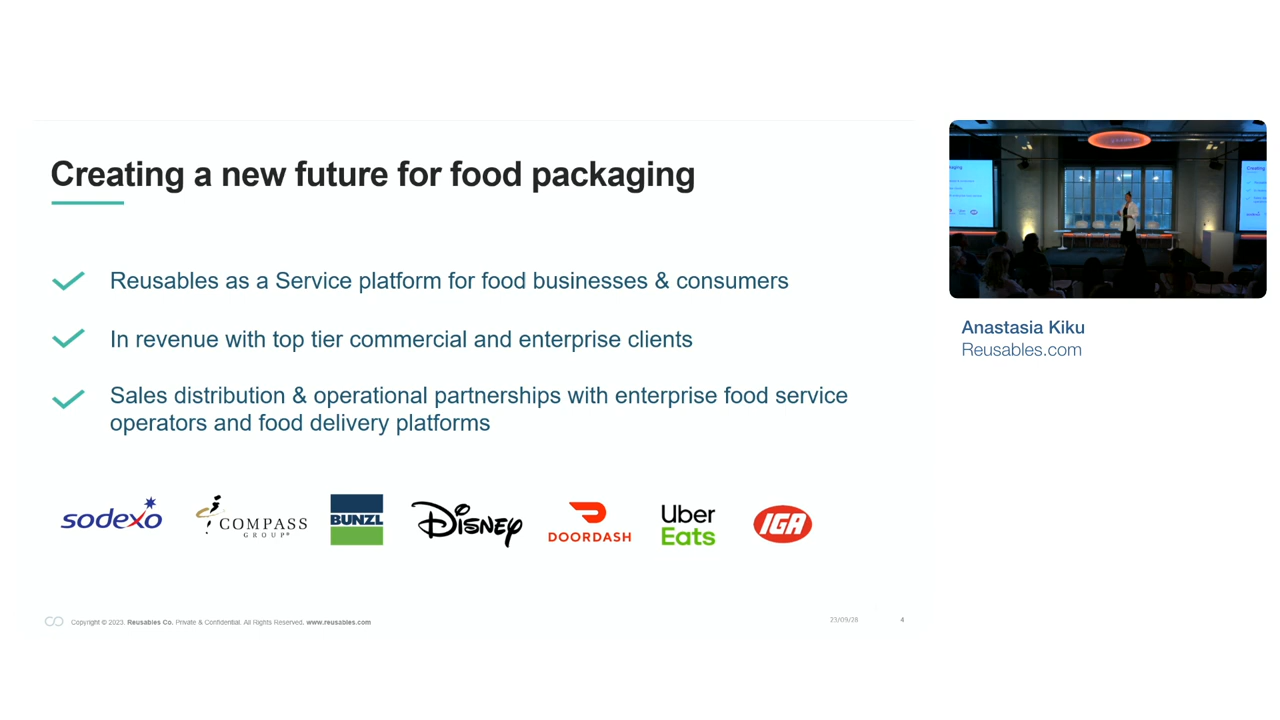 Creating a new future for food packaging
Reusables as a Service platform for food businesses & consumers
In revenue with top tier commercial and enterprise clients
Sales distribution & operational partnerships with enterprise food service
operators and food delivery platforms
sodexo
COMPASS
GROUP®
BUNZL
Disney
DOORDASH
Uber
Eats
IGA
Copyright © 2023. Reusables Co. Private & Confidential. All Rights Reserved. www.reusables.com
23/09/28
4
Anastasia Kiku
Reusables.com